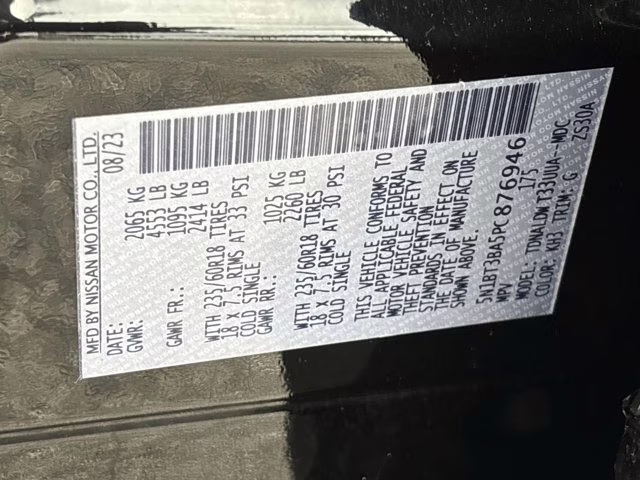 MFD BY NISSAN MOTOR CO., LTD.
DATE: 08/23
GVWR: 2065 KG
4553 LB
GAWR FR.: 1095 KG
2414 LB
WITH 235/60R18 TIRES
18 X 7.5 RIMS AT 33 PSI
COLD SINGLE
GAWR RR.: 1025 KG
2260 LB
WITH 235/60R18 TIRES
18 X 7.5 RIMS AT 30 PSI
COLD SINGLE
THIS VEHICLE CONFORMS TO
ALL APPLICABLE FEDERAL
MOTOR VEHICLE SAFETY AND
THEFT PREVENTION
STANDARDS IN EFFECT ON
THE DATE OF MANUFACTURE
SHOWN ABOVE.
5N1BT3BA5PC876946
MPV 175
MODEL: TDNALDW T33UUA-NDC
COLOR: KH3 TRIM: G ZS30A